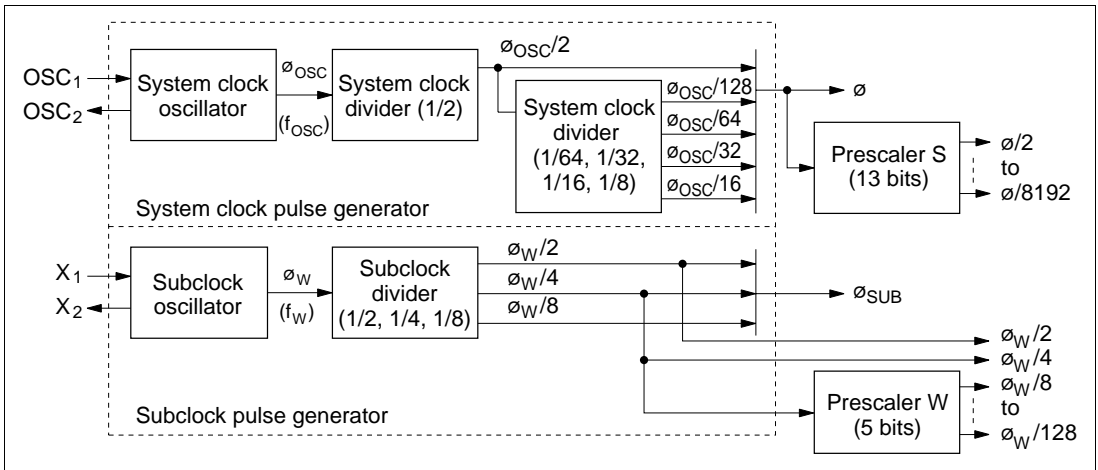 OSC1
OSC2
System clock
oscillator
øOSC
(fOSC)
System clock
divider (1/2)
øOSC/2
System clock
divider
(1/64, 1/32,
1/16, 1/8)
øOSC/128
øOSC/64
øOSC/32
øOSC/16
ø
Prescaler S
(13 bits)
ø/2
to
ø/8192
System clock pulse generator
X1
X2
Subclock
oscillator
øW
(fW)
Subclock
divider
(1/2, 1/4, 1/8)
øW/2
øW/4
øW/8
øSUB
øW/2
øW/4
Prescaler W
(5 bits)
øW/8
to
øW/128
Subclock pulse generator